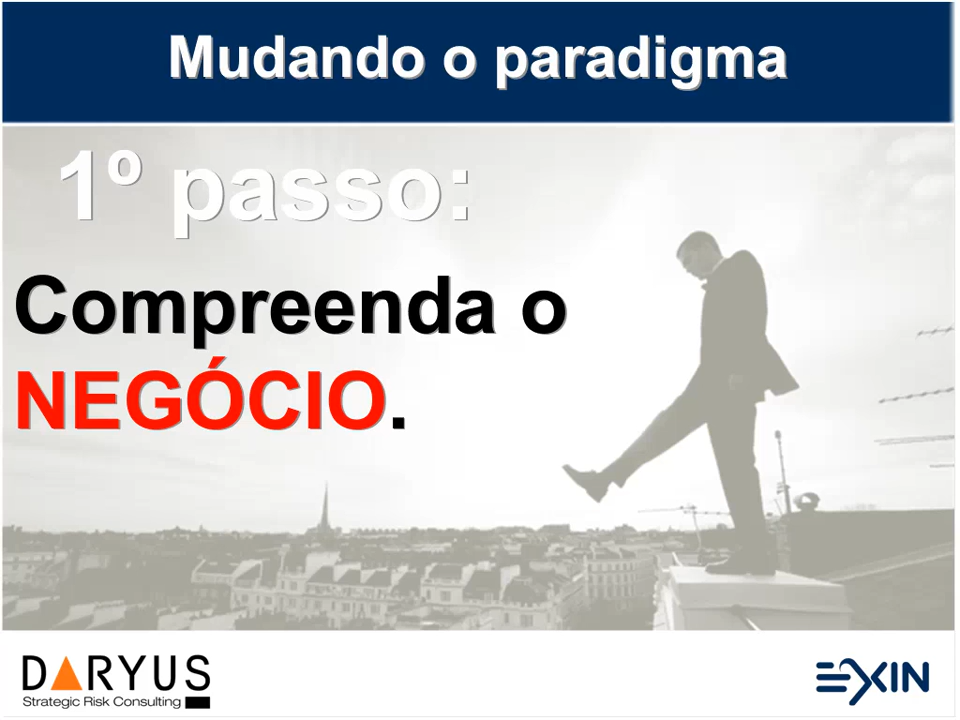 Mudando o paradigma
1º passo:
Compreenda o
NEGÓCIO.
DARYUS
Strategic Risk Consulting
EXIN